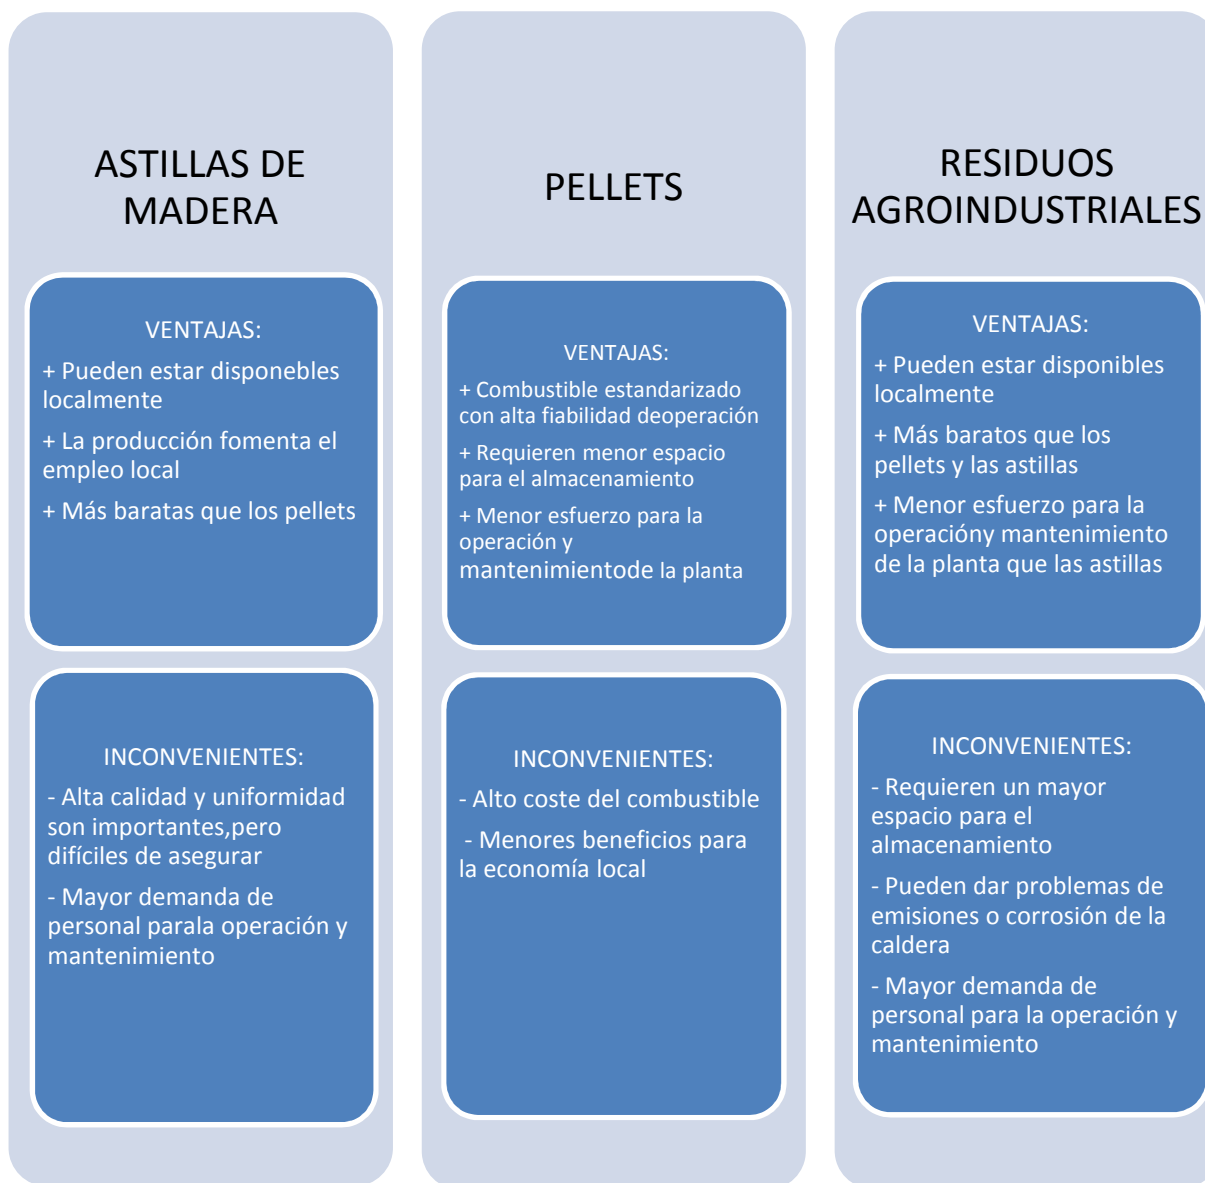 ASTILLAS DE
MADERA
VENTAJAS:
+ Pueden estar disponebles
localmente
+ La producción fomenta el
empleo local
+ Más baratas que los pellets
INCONVENIENTES:
- Alta calidad y uniformidad
son importantes,pero
difíciles de asegurar
- Mayor demanda de
personal parala operación y
mantenimiento
PELLETS
VENTAJAS:
+ Combustible estandarizado
con alta fiabilidad deoperación
+ Requieren menor espacio
para el almacenamiento
+ Menor esfuerzo para la
operación y
mantenimientode la planta
INCONVENIENTES:
- Alto coste del combustible
- Menores beneficios para
la economía local
RESIDUOS
AGROINDUSTRIALES
VENTAJAS:
+ Pueden estar disponibles
localmente
+ Más baratos que los
pellets y las astillas
+ Menor esfuerzo para la
operacióny mantenimiento
de la planta que las astillas
INCONVENIENTES:
- Requieren un mayor
espacio para el
almacenamiento
- Pueden dar problemas de
emisiones o corrosión de la
caldera
- Mayor demanda de
personal para la operación y
mantenimiento